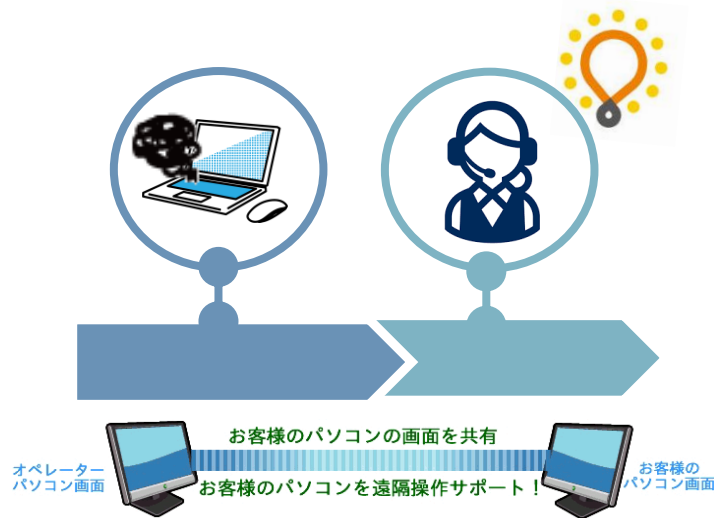 お客様のパソコンの画面を共有
オペレーター
パソコン画面
お客様の
パソコン画面
お客様のパソコンを遠隔操作サポート！